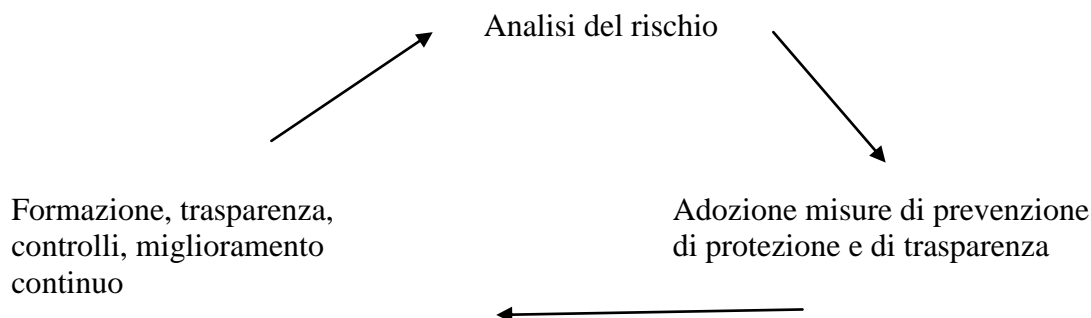 Analisi del rischio
Formazione, trasparenza,
controlli, miglioramento
continuo
Adozione misure di prevenzione
di protezione e di trasparenza